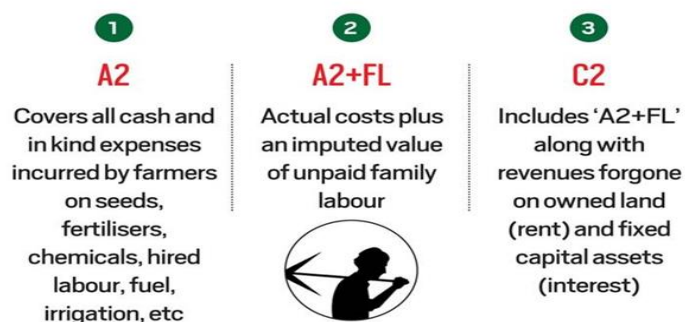 1
A2
Covers all cash and
in kind expenses
incurred by farmers
on seeds,
fertilisers,
chemicals, hired
labour, fuel,
irrigation, etc
2
A2+FL
Actual costs plus
an imputed value
of unpaid family
labour
3
C2
Includes ‘A2+FL’
along with
revenues forgone
on owned land
(rent) and fixed
capital assets
(interest)